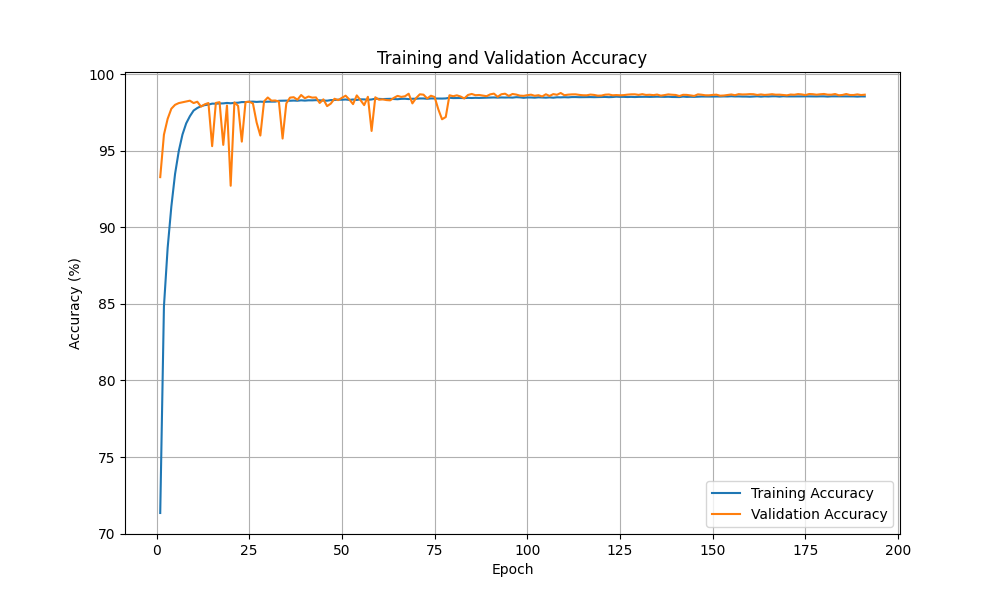 Training and Validation Accuracy
100
95
90
85
80
75
70
Accuracy (%)
0 25 50 75 100 125 150 175 200
Epoch
Training Accuracy
Validation Accuracy